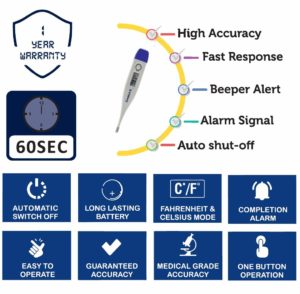 1
YEAR
WARRANTY
High Accuracy
Fast Response
Beeper Alert
Alarm Signal
Auto shut-off
60SEC
AUTOMATIC
SWITCH OFF
LONG LASTING
BATTERY
C°/F°
FAHRENHEIT &
CELSIUS MODE
COMPLETION
ALARM
EASY TO
OPERATE
GUARANTEED
ACCURACY
MEDICAL GRADE
ACCURACY
ONE BUTTON
OPERATION